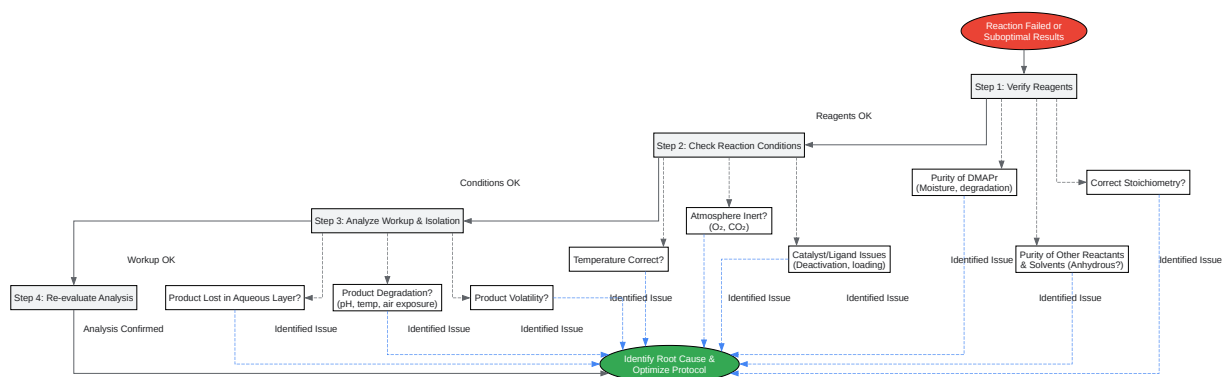 Reaction Failed or
Suboptimal Results
Step 1: Verify Reagents
Reagents OK
Step 2: Check Reaction Conditions
Purity of DMAPr
(Moisture, degradation)
Correct Stoichiometry?
Conditions OK
Step 3: Analyze Workup & Isolation
Atmosphere Inert?
(O₂, CO₂)
Workup OK
Temperature Correct?
Catalyst/Ligand Issues
(Deactivation, loading)
Identified Issue
Purity of Other Reactants
& Solvents (Anhydrous?)
Identified Issue
Step 4: Re-evaluate Analysis
Product Lost in Aqueous Layer?
Product Degradation?
(pH, temp, air exposure)
Product Volatility?
Identified Issue
Identified Issue
Identified Issue
Identified Issue
Analysis Confirmed
Identified Issue
Identified Issue
Identified Issue
Identify Root Cause &
Optimize Protocol